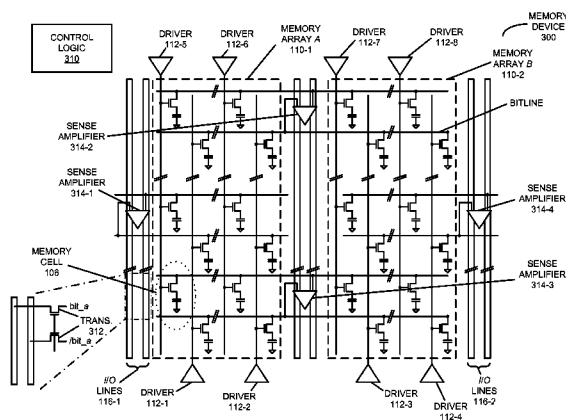 DRIVER
112-5
DRIVER
112-6
MEMORY
ARRAY A
110-1
DRIVER
112-7
DRIVER
112-8
MEMORY
DEVICE
300
CONTROL
LOGIC
310
MEMORY
ARRAY B
110-2
BITLINE
SENSE
AMPLIFIER
314-2
SENSE
AMPLIFIER
314-1
SENSE
AMPLIFIER
314-4
MEMORY
CELL
108
SENSE
AMPLIFIER
314-3
bit_a
TRANS.
312
/bit_a
I/O
LINES
116-1
DRIVER
112-1
DRIVER
112-2
DRIVER
112-3
DRIVER
112-4
I/O
LINES
116-2